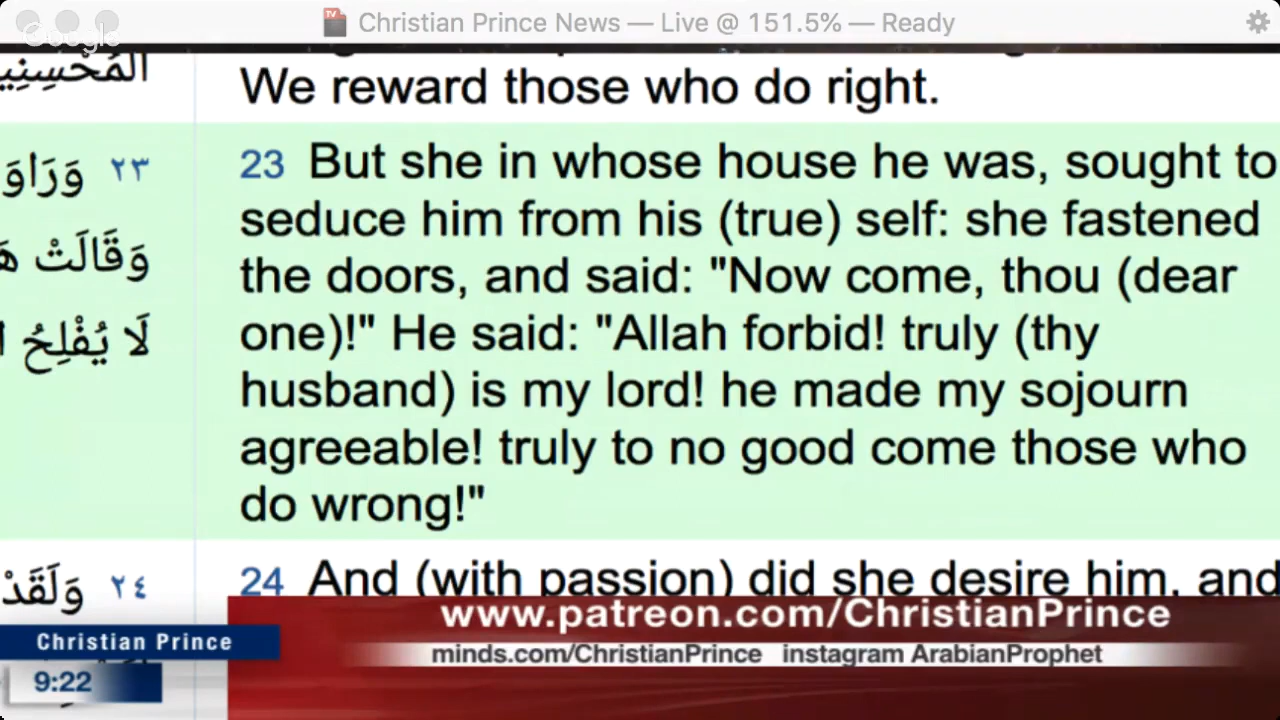 Google
Christian Prince News — Live @ 151.5% — Ready
We reward those who do right.
٢٣
وَقَالَتْ
لَا يُفْلِحُ
23 But she in whose house he was, sought to
seduce him from his (true) self: she fastened
the doors, and said: "Now come, thou (dear
one)!" He said: "Allah forbid! truly (thy
husband) is my lord! he made my sojourn
agreeable! truly to no good come those who
do wrong!"
٢٤ وَلَقَدْ
24 And (with passion) did she desire him, and
www.patreon.com/ChristianPrince
Christian Prince
minds.com/ChristianPrince instagram ArabianProphet
9:22